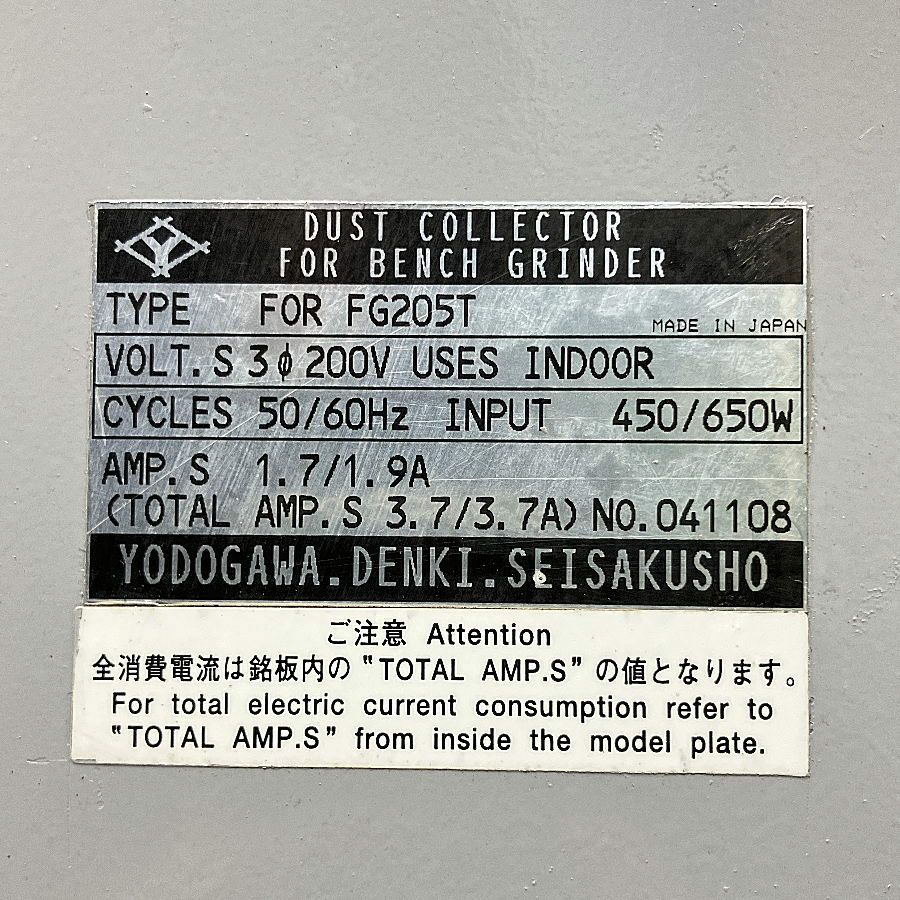 DUST COLLECTOR
FOR BENCH GRINDER
TYPE FOR FG205T
MADE IN JAPAN
VOLT.S 3φ 200V USES INDOOR
CYCLES 50/60Hz INPUT 450/650W
AMP.S 1.7/1.9A
(TOTAL AMP.S 3.7/3.7A) NO.041108
YODOGAWA.DENKI.SEISAKUSHO
ご注意 Attention
全消費電流は銘板内の “TOTAL AMP.S” の値となります。
For total electric current consumption refer to
“TOTAL AMP.S” from inside the model plate.